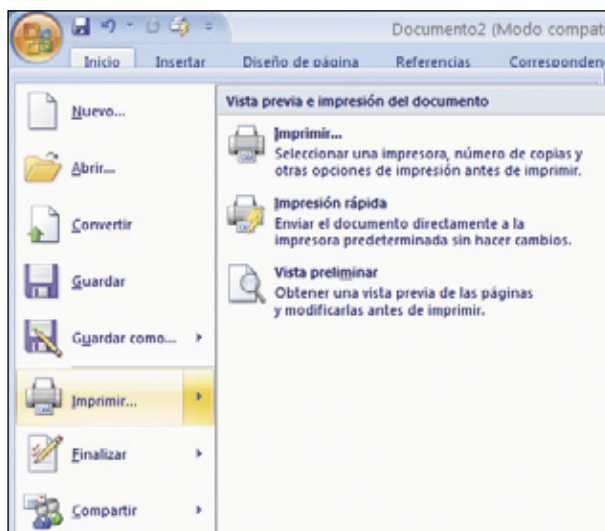 Documento2 (Modo compati
Inicio Insertar Diseño de página Referencias Corresponden
Nuevo...
Abrir...
Convertir
Guardar
Guardar como...
Imprimir...
Finalizar
Compartir
Vista previa e impresión del documento
Imprimir...
Seleccionar una impresora, número de copias y
otras opciones de impresión antes de imprimir.
Impresión rápida
Enviar el documento directamente a la
impresora predeterminada sin hacer cambios.
Vista preliminar
Obtener una vista previa de las páginas
y modificarlas antes de imprimir.